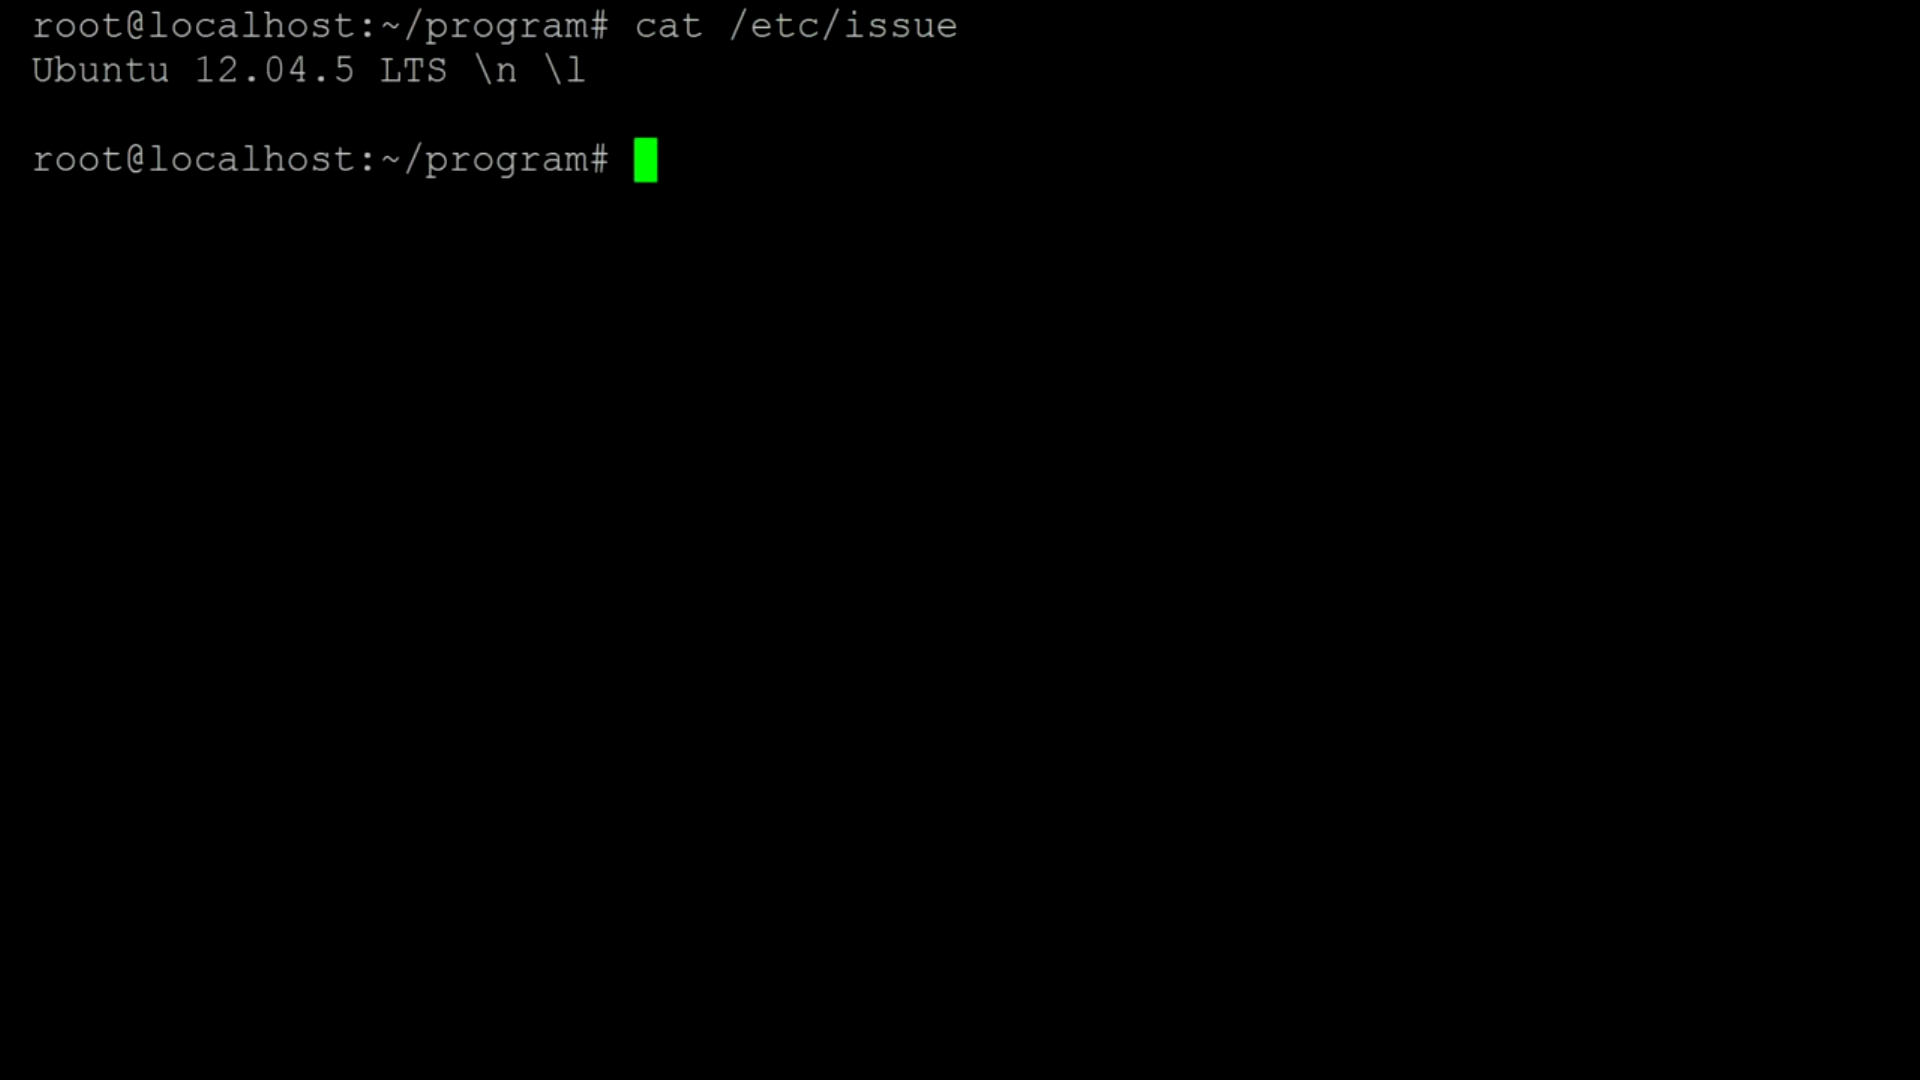 root@localhost:~/program# cat /etc/issue
Ubuntu 12.04.5 LTS \n \l
root@localhost:~/program#